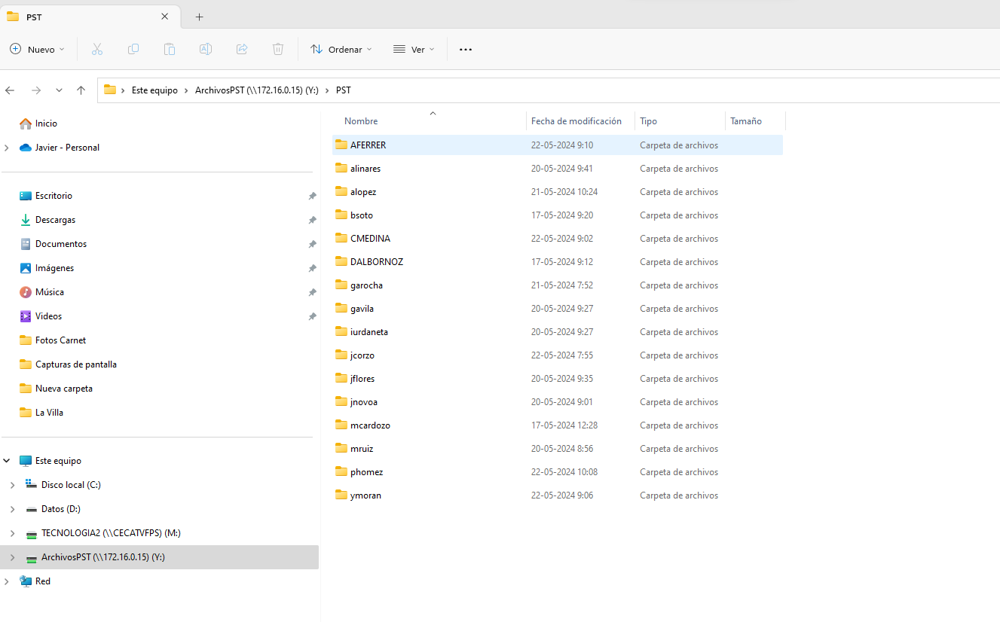 PST
Nuevo
Ordenar
Ver
Este equipo > ArchivosPST (\\172.16.0.15) (Y:) > PST
Inicio
Javier - Personal
Escritorio
Descargas
Documentos
Imágenes
Música
Videos
Fotos Carnet
Capturas de pantalla
Nueva carpeta
La Villa
Este equipo
Disco local (C:)
Datos (D:)
TECNOLOGIA2 (\\CECATVFPS) (M:)
ArchivosPST (\\172.16.0.15) (Y:)
Red
Nombre Fecha de modificación Tipo Tamaño
AFERRER 22-05-2024 9:10 Carpeta de archivos
alinares 20-05-2024 9:41 Carpeta de archivos
alopez 21-05-2024 10:24 Carpeta de archivos
bsoto 17-05-2024 9:20 Carpeta de archivos
CMEDINA 22-05-2024 9:02 Carpeta de archivos
DALBORNOZ 17-05-2024 9:12 Carpeta de archivos
garocha 21-05-2024 7:52 Carpeta de archivos
gavila 20-05-2024 9:27 Carpeta de archivos
iurdaneta 20-05-2024 9:27 Carpeta de archivos
jcorzo 22-05-2024 7:55 Carpeta de archivos
jflores 20-05-2024 9:35 Carpeta de archivos
jnovoa 20-05-2024 9:01 Carpeta de archivos
mcardozo 17-05-2024 12:28 Carpeta de archivos
mruiz 20-05-2024 8:56 Carpeta de archivos
phomez 22-05-2024 10:08 Carpeta de archivos
ymoran 22-05-2024 9:06 Carpeta de archivos